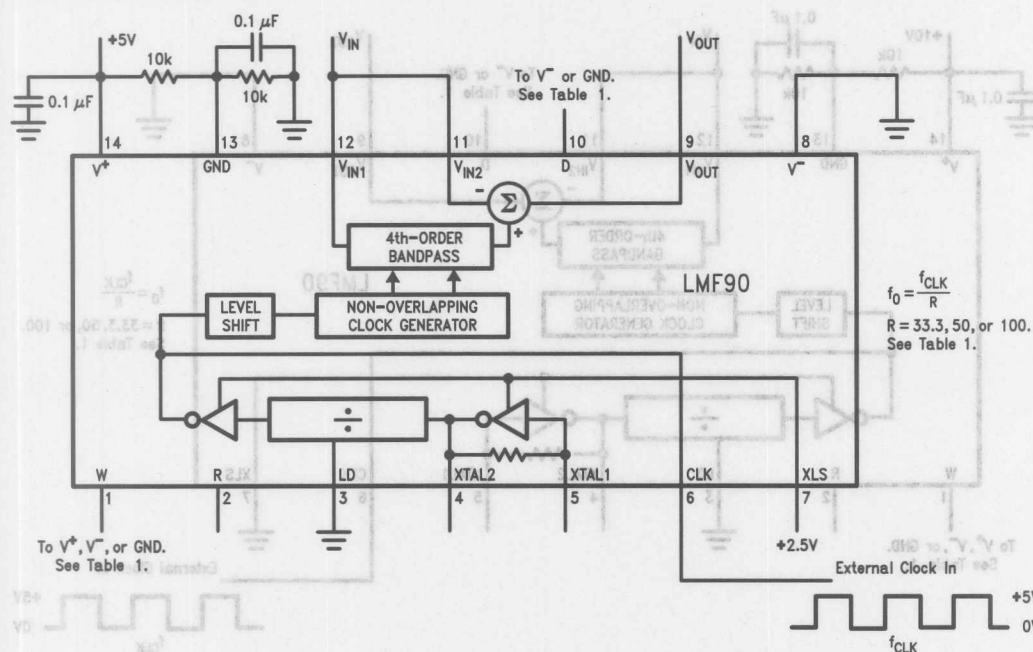 0.1 µF
+5V
V_IN
V_OUT
10k
To V⁻ or GND.
See Table 1.
0.1 µF
10k
14
13
12
11
10
9
8
V⁺
GND
V_IN1
V_IN2
D
V_OUT
V⁻
−
Σ
+
4th-ORDER
BANDPASS
LMF90
LEVEL
SHIFT
NON-OVERLAPPING
CLOCK GENERATOR
f_O = f_CLK / R
R = 33.3, 50, or 100.
See Table 1.
÷
W
R
LD
XTAL2
XTAL1
CLK
XLS
1
2
3
4
5
6
7
To V⁺, V⁻, or GND.
See Table 1.
+2.5V
External Clock In
+5V
0V
f_CLK